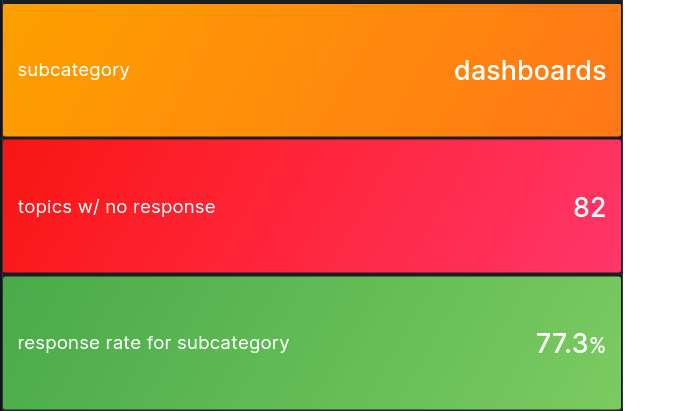 subcategory dashboards
topics w/ no response 82
response rate for subcategory 77.3%